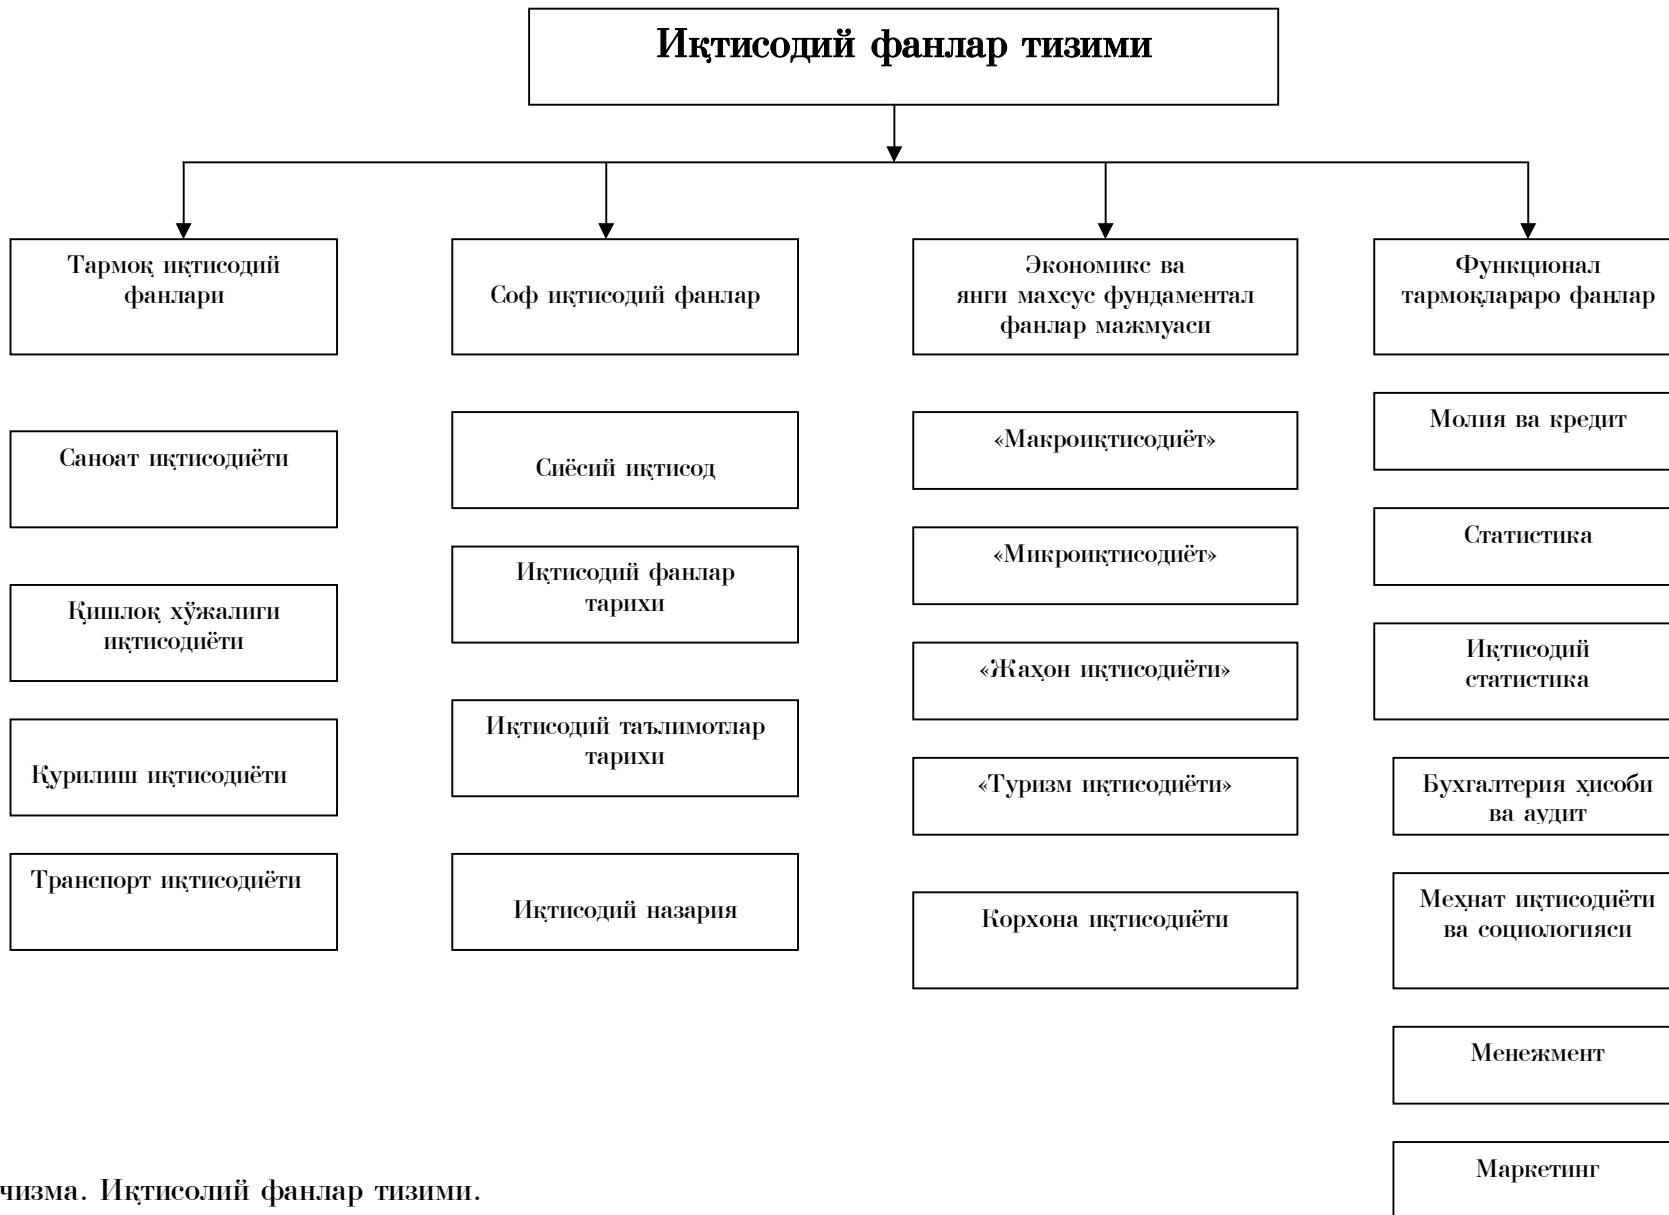 Иқтисодий фанлар тизими
Тармоқ иқтисодий
фанлари
Саноат иқтисодиёти
Қишлоқ хўжалиги
иқтисодиёти
Қурилиш иқтисодиёти
Транспорт иқтисодиёти
Соф иқтисодий фанлар
Сиёсий иқтисод
Иқтисодий фанлар
тарихи
Иқтисодий таълимотлар
тарихи
Иқтисодий назария
Экономикс ва
янги махсус фундаментал
фанлар мажмуаси
«Макроиқтисодиёт»
«Микроиқтисодиёт»
«Жаҳон иқтисодиёти»
«Туризм иқтисодиёти»
Корхона иқтисодиёти
Функционал
тармоқлараро фанлар
Молия ва кредит
Статистика
Иқтисодий
статистика
Бухгалтерия ҳисоби
ва аудит
Меҳнат иқтисодиёти
ва социологияси
Менежмент
Маркетинг
чизма. Иқтисолий фанлар тизими.